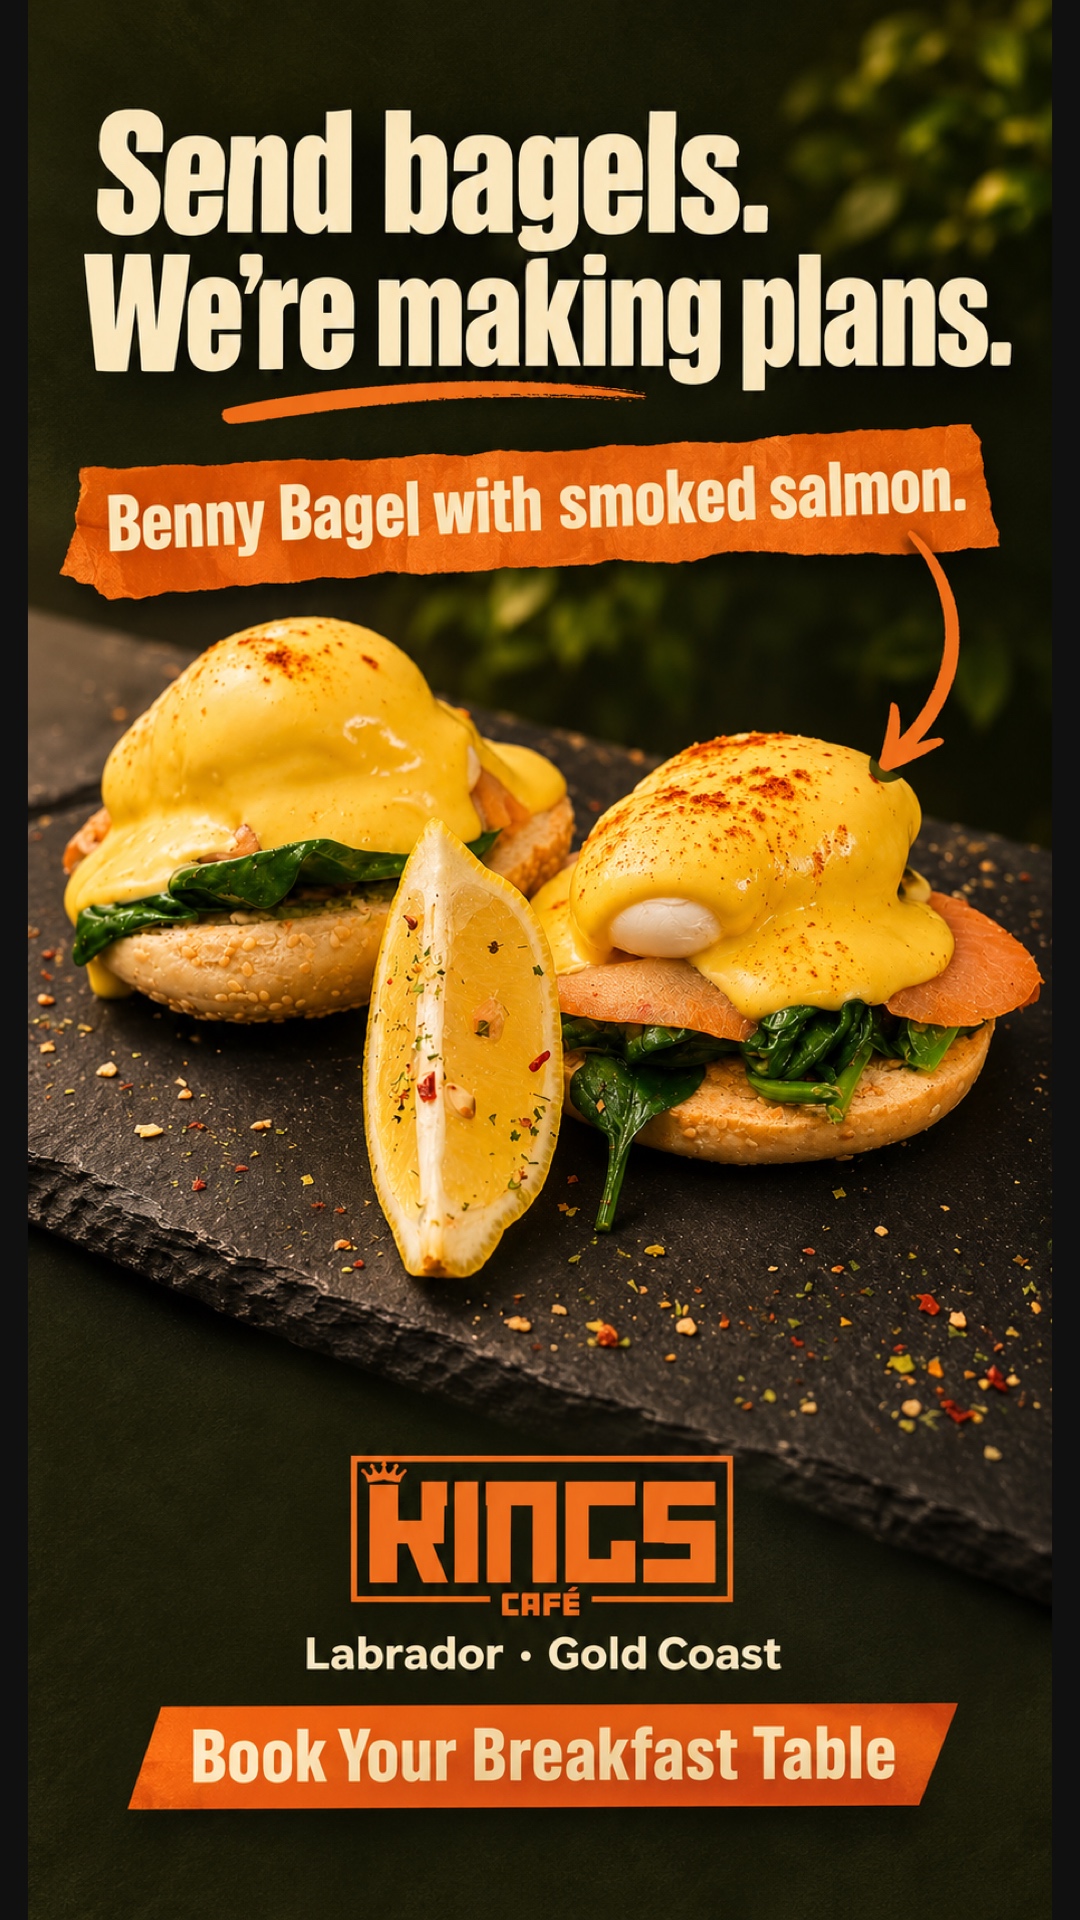 Send bagels.
We're making plans.
Benny Bagel with smoked salmon.
KINGS
CAFÉ
Labrador • Gold Coast
Book Your Breakfast Table